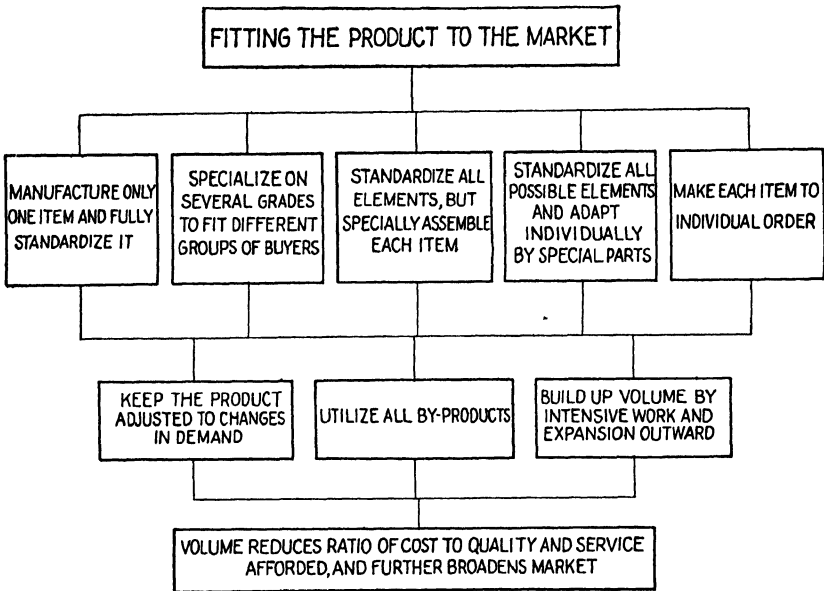 FITTING THE PRODUCT TO THE MARKET
MANUFACTURE ONLY
ONE ITEM AND FULLY
STANDARDIZE IT
SPECIALIZE ON
SEVERAL GRADES
TO FIT DIFFERENT
GROUPS OF BUYERS
STANDARDIZE ALL
ELEMENTS, BUT
SPECIALLY ASSEMBLE
EACH ITEM
STANDARDIZE ALL
POSSIBLE ELEMENTS
AND ADAPT
INDIVIDUALLY
BY SPECIAL PARTS
MAKE EACH ITEM TO
INDIVIDUAL ORDER
KEEP THE PRODUCT
ADJUSTED TO CHANGES
IN DEMAND
UTILIZE ALL BY-PRODUCTS
BUILD UP VOLUME BY
INTENSIVE WORK AND
EXPANSION OUTWARD
VOLUME REDUCES RATIO OF COST TO QUALITY AND SERVICE
AFFORDED, AND FURTHER BROADENS MARKET